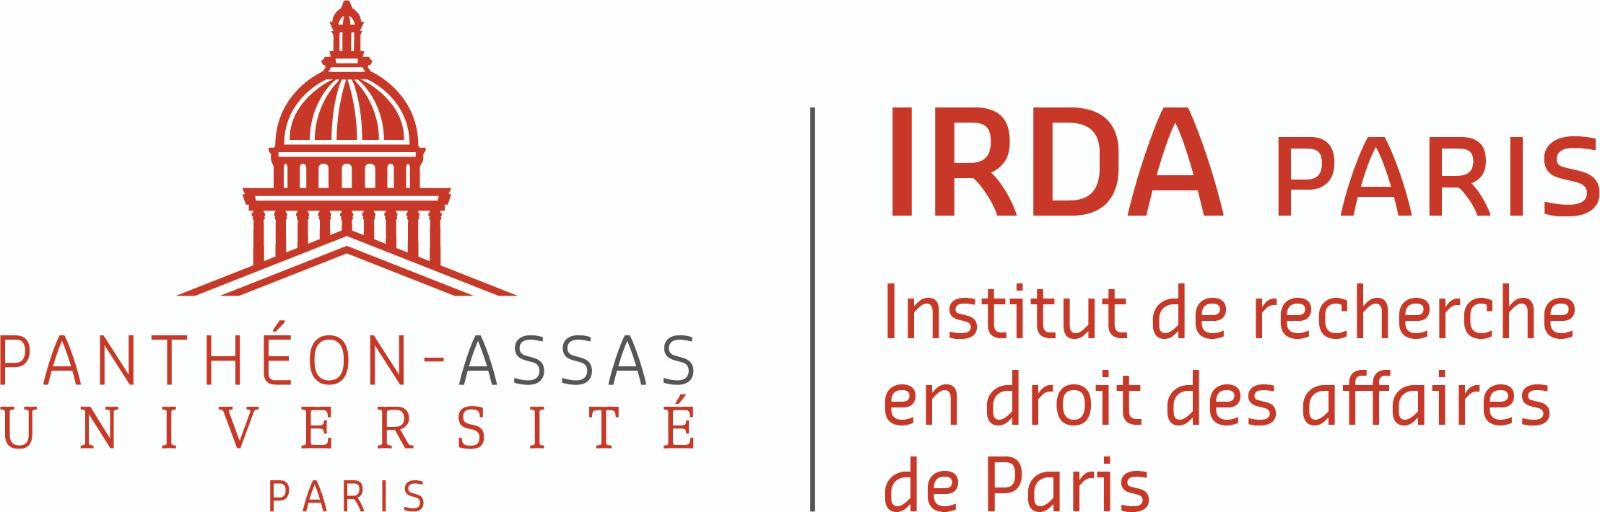 PANTHÉON-ASSAS
UNIVERSITÉ
PARIS
IRDA PARIS
Institut de recherche
en droit des affaires
de Paris